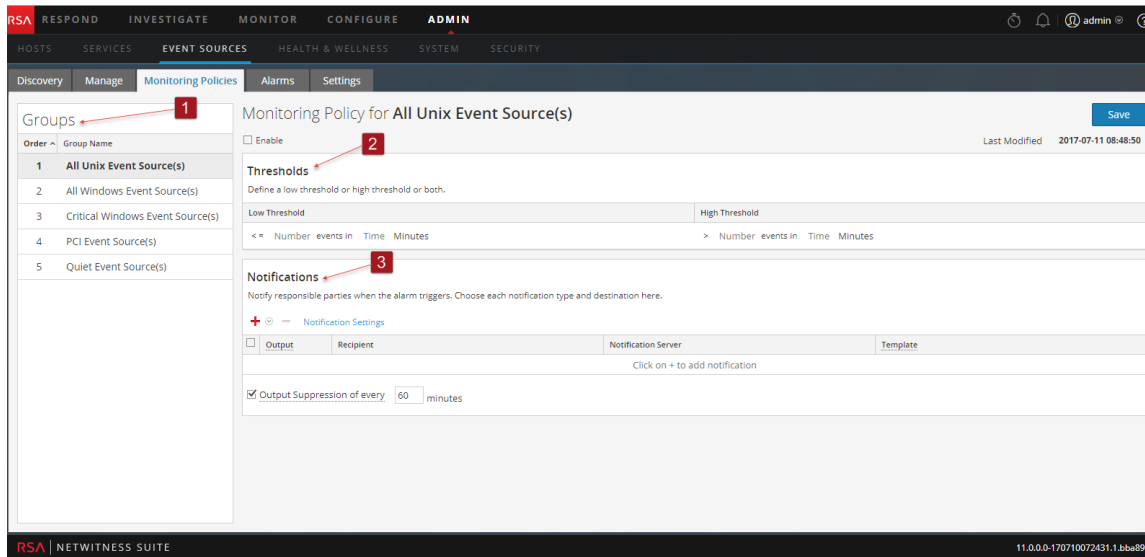 RSA RESPOND INVESTIGATE MONITOR CONFIGURE ADMIN admin
HOSTS SERVICES EVENT SOURCES HEALTH & WELLNESS SYSTEM SECURITY
Discovery Manage Monitoring Policies Alarms Settings
Groups 1
Order Group Name
1 All Unix Event Source(s)
2 All Windows Event Source(s)
3 Critical Windows Event Source(s)
4 PCI Event Source(s)
5 Quiet Event Source(s)
Monitoring Policy for All Unix Event Source(s) Save
Enable Last Modified 2017-07-11 08:48:50
2
Thresholds
Define a low threshold or high threshold or both.
Low Threshold High Threshold
<= Number events in Time Minutes > Number events in Time Minutes
3
Notifications
Notify responsible parties when the alarm triggers. Choose each notification type and destination here.
+ − Notification Settings
Output Recipient Notification Server Template
Click on + to add notification
Output Suppression of every 60 minutes
RSA NETWITNESS SUITE 11.0.0.0-170710072431.1.bba89